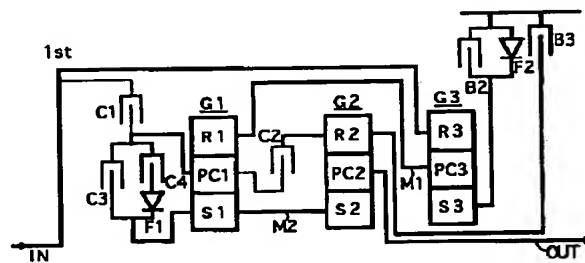 1st
B3
F2
B2
G1
G2
G3
C1
R1
C2
R2
R3
C3
C4
PC1
PC2
M1
PC3
F1
S1
M2
S2
S3
IN
OUT